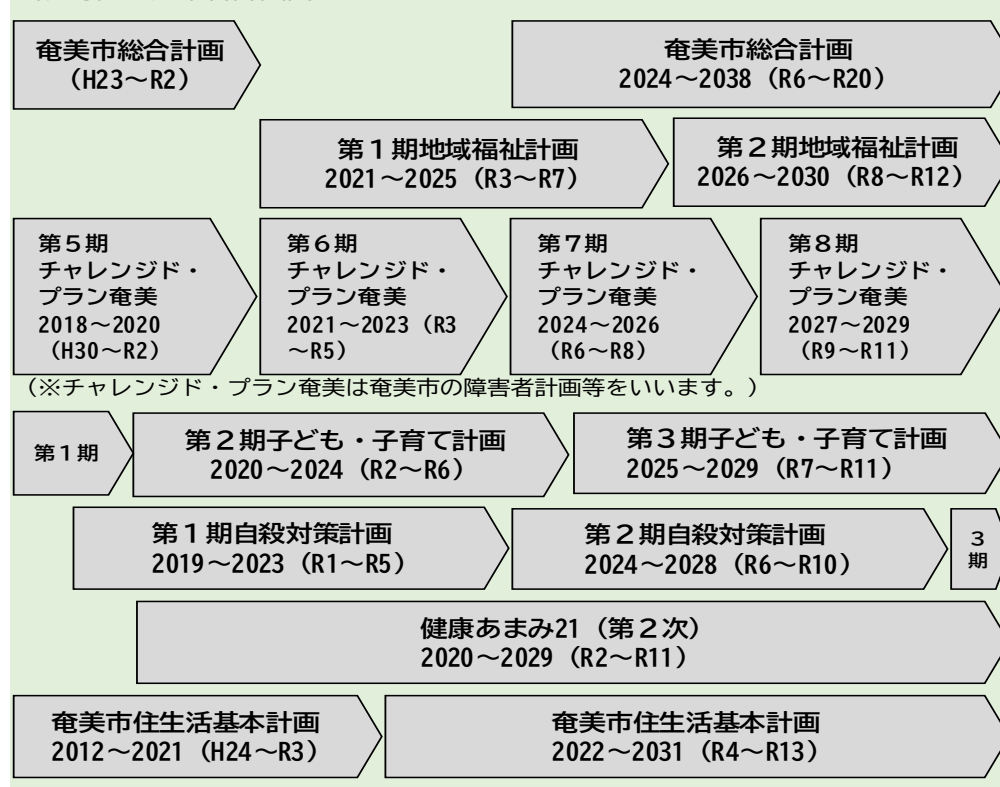 奄美市総合計画
（H23～R2）
奄美市総合計画
2024～2038（R6～R20）
第１期地域福祉計画
2021～2025（R3～R7）
第２期地域福祉計画
2026～2030（R8～R12）
第５期
チャレンジド・
プラン奄美
2018～2020
（H30～R2）
第６期
チャレンジド・
プラン奄美
2021～2023（R3
～R5）
第７期
チャレンジド・
プラン奄美
2024～2026
（R6～R8）
第８期
チャレンジド・
プラン奄美
2027～2029
（R9～R11）
（※チャレンジド・プラン奄美は奄美市の障害者計画等をいいます。）
第１期
第２期子ども・子育て計画
2020～2024（R2～R6）
第３期子ども・子育て計画
2025～2029（R7～R11）
第１期自殺対策計画
2019～2023（R1～R5）
第２期自殺対策計画
2024～2028（R6～R10）
３
期
健康あまみ21（第２次）
2020～2029（R2～R11）
奄美市住生活基本計画
2012～2021（H24～R3）
奄美市住生活基本計画
2022～2031（R4～R13）